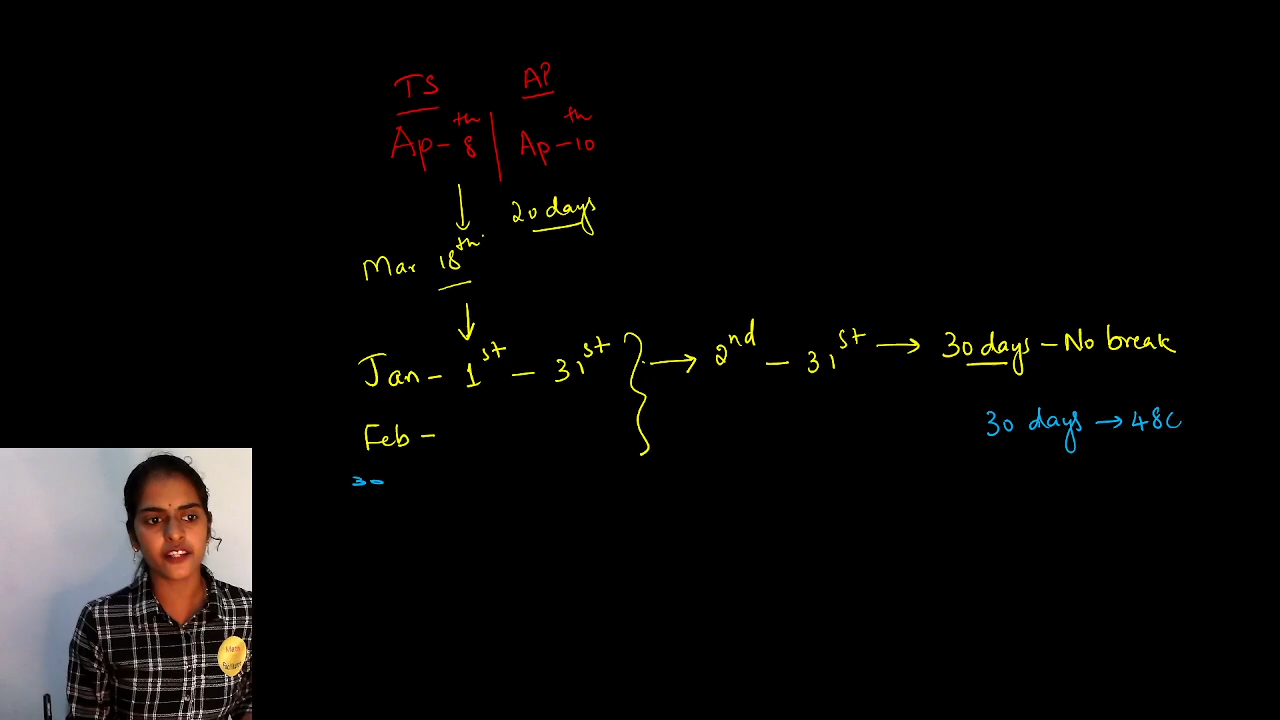 TS AP
Ap-8th | Ap-10th
20 days
Mar 18th
Jan - 1st - 31st } → 2nd - 31st → 30 days - No break
Feb -
30 days → 48C
30